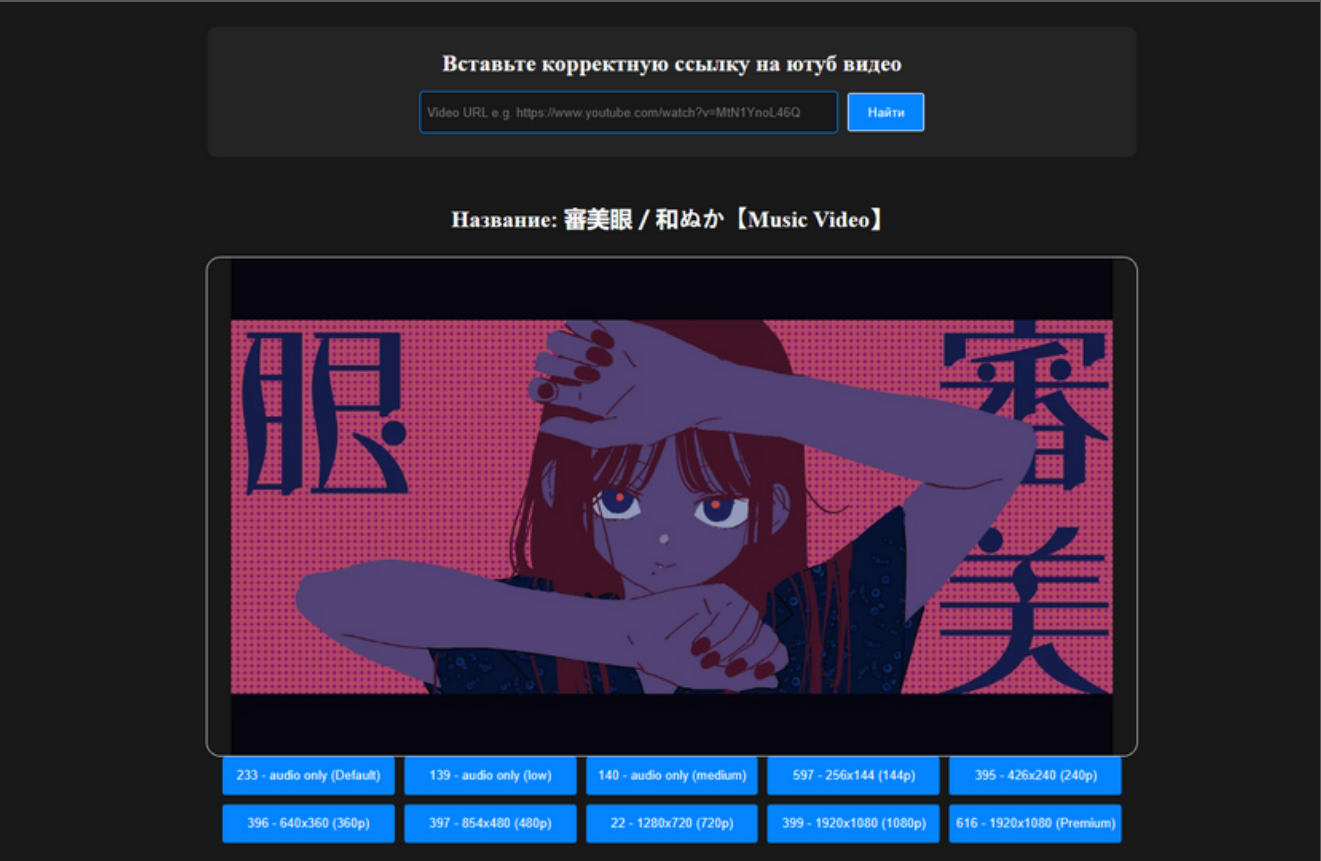 Вставьте корректную ссылку на ютуб видео
Video URL e.g. https://www.youtube.com/watch?v=MtN1YnoL46Q
Найти
Название: 審美眼 / 和ぬか【Music Video】
審美
眼
233 - audio only (Default)
139 - audio only (low)
140 - audio only (medium)
597 - 256x144 (144p)
395 - 426x240 (240p)
396 - 640x360 (360p)
397 - 854x480 (480p)
22 - 1280x720 (720p)
399 - 1920x1080 (1080p)
616 - 1920x1080 (Premium)